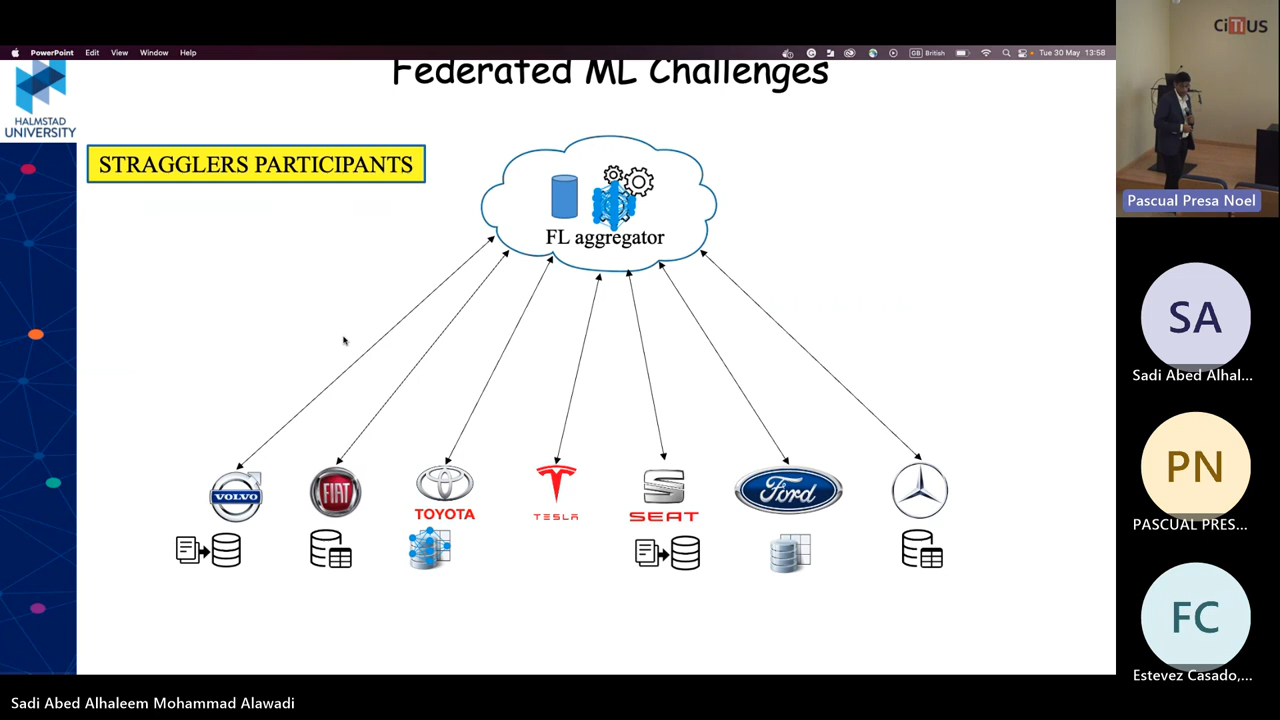 PowerPoint Edit View Window Help
British Tue 30 May 13:58
CiTIUS
Federated ML Challenges
HALMSTAD
UNIVERSITY
STRAGGLERS PARTICIPANTS
FL aggregator
Pascual Presa Noel
SA
Sadi Abed Alhal...
PN
PASCUAL PRES...
FC
Estevez Casado,...
VOLVO
FIAT
TOYOTA
TESLA
SEAT
Ford
Sadi Abed Alhaleem Mohammad Alawadi